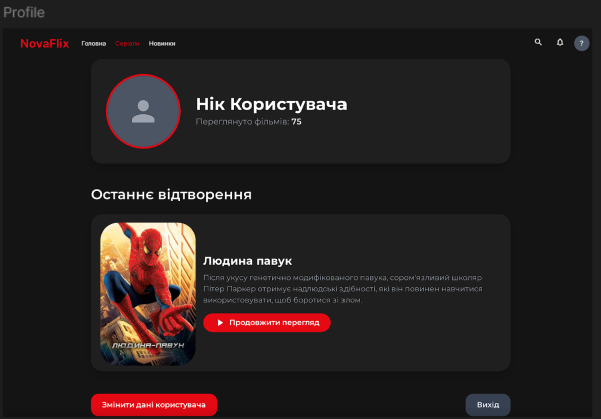 Profile
NovaFlix Головна Серіали Новинки ?
Нік Користувача
Переглянуто фільмів: 75
Останнє відтворення
Людина павук
Після укусу генетично модифікованого павука, сором'язливий школяр
Пітер Паркер отримує надлюдські здібності, які він повинен навчитися
використовувати, щоб боротися зі злом.
Продовжити перегляд
ЛЮДИНА-ПАВУК
Змінити дані користувача Вихід